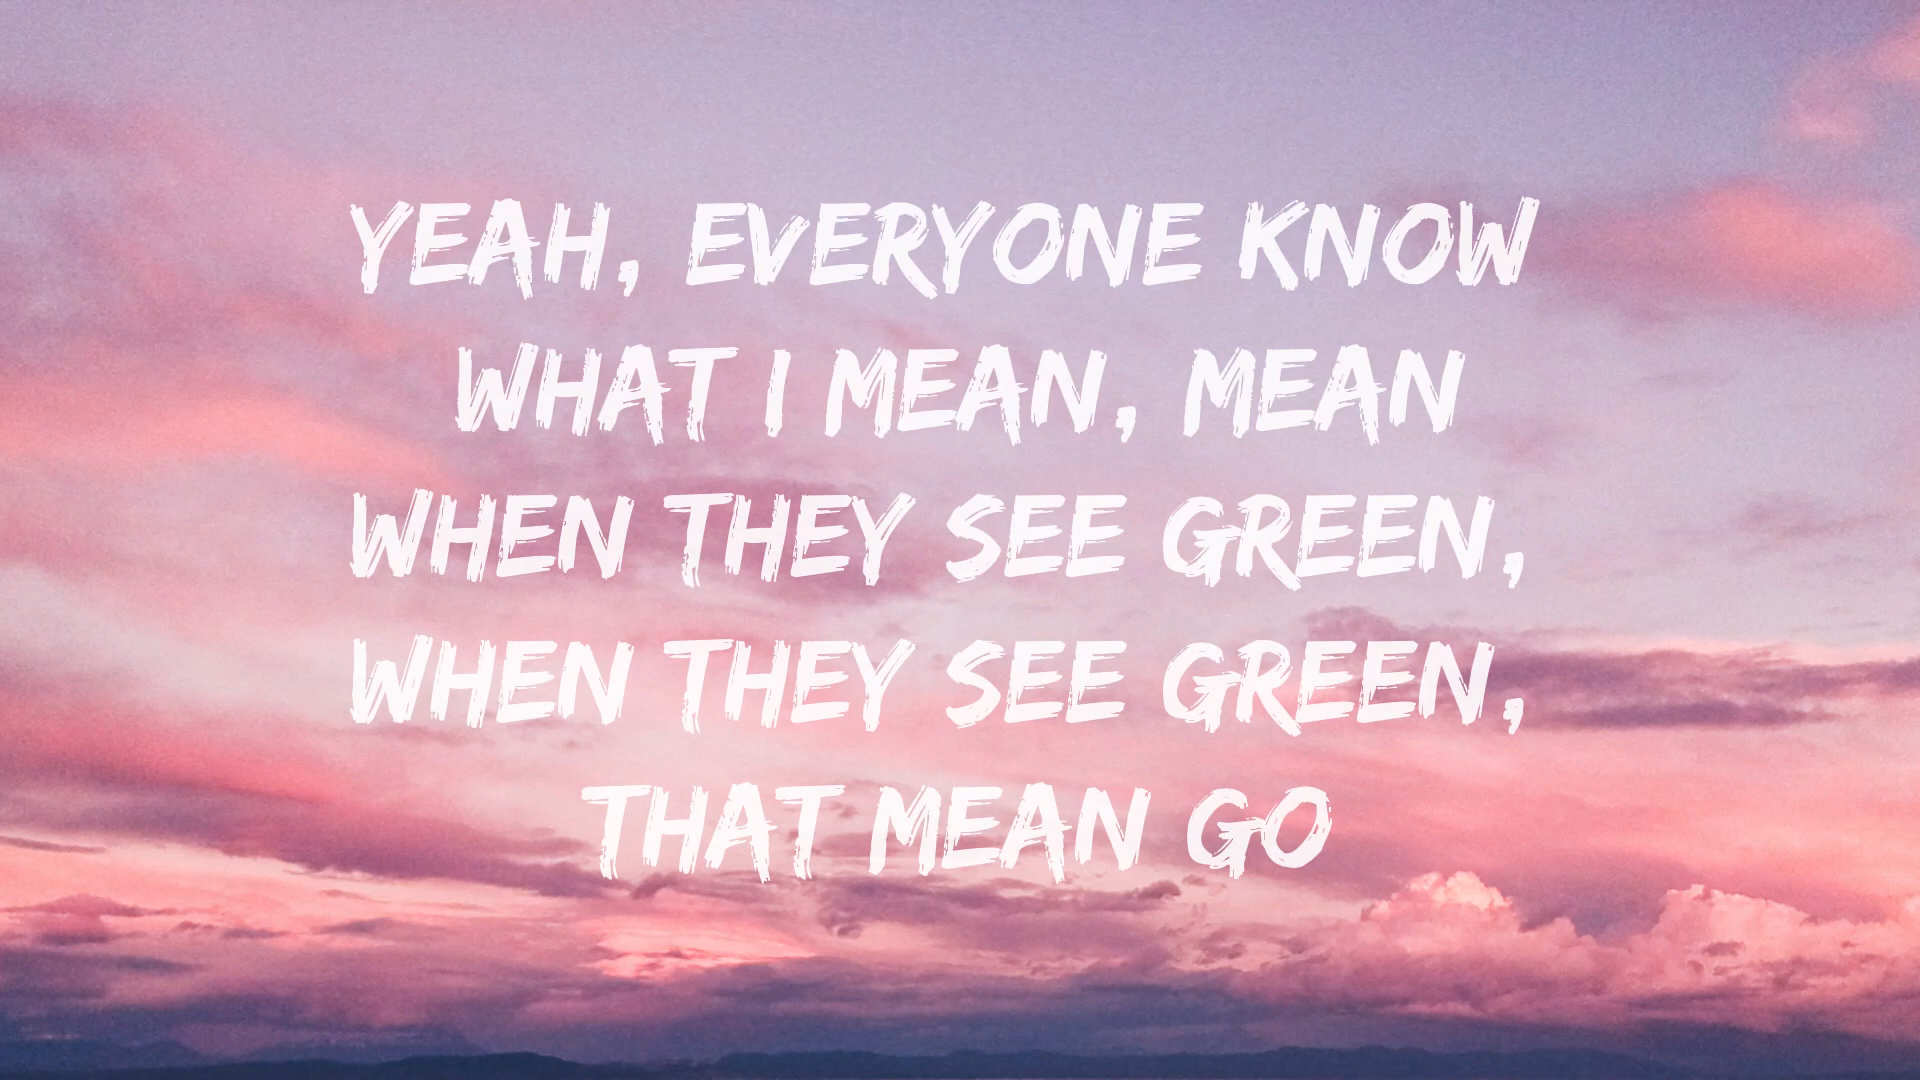 YEAH, EVERYONE KNOW
WHAT I MEAN, MEAN
WHEN THEY SEE GREEN,
WHEN THEY SEE GREEN,
THAT MEAN GO